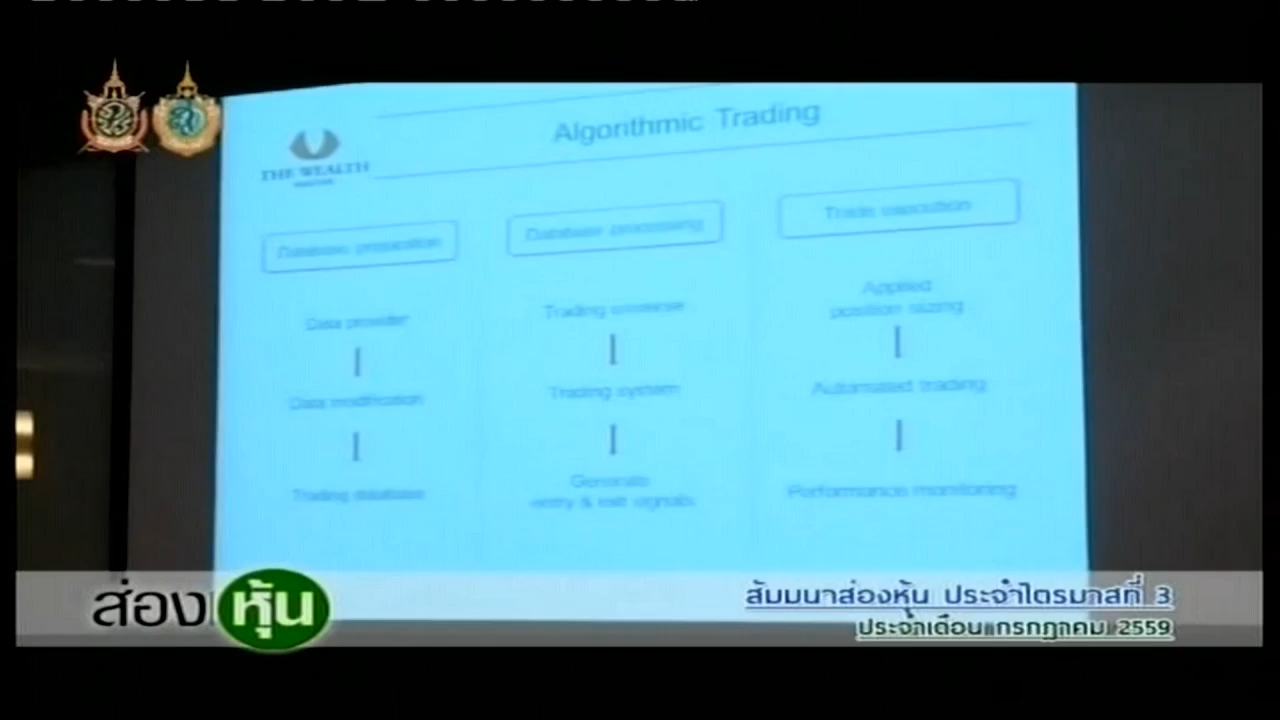 Algorithmic Trading
THE WEALTH
Database preparation
Database processing
Trade execution
Data provider
Data modification
Trading database
Trading universe
Trading system
Generate
entry & exit signals
Applied
position sizing
Automated trading
Performance monitoring
ส่องหุ้น
สัมมนาส่องหุ้น ประจำไตรมาสที่ 3
ประจำเดือนกรกฎาคม 2559